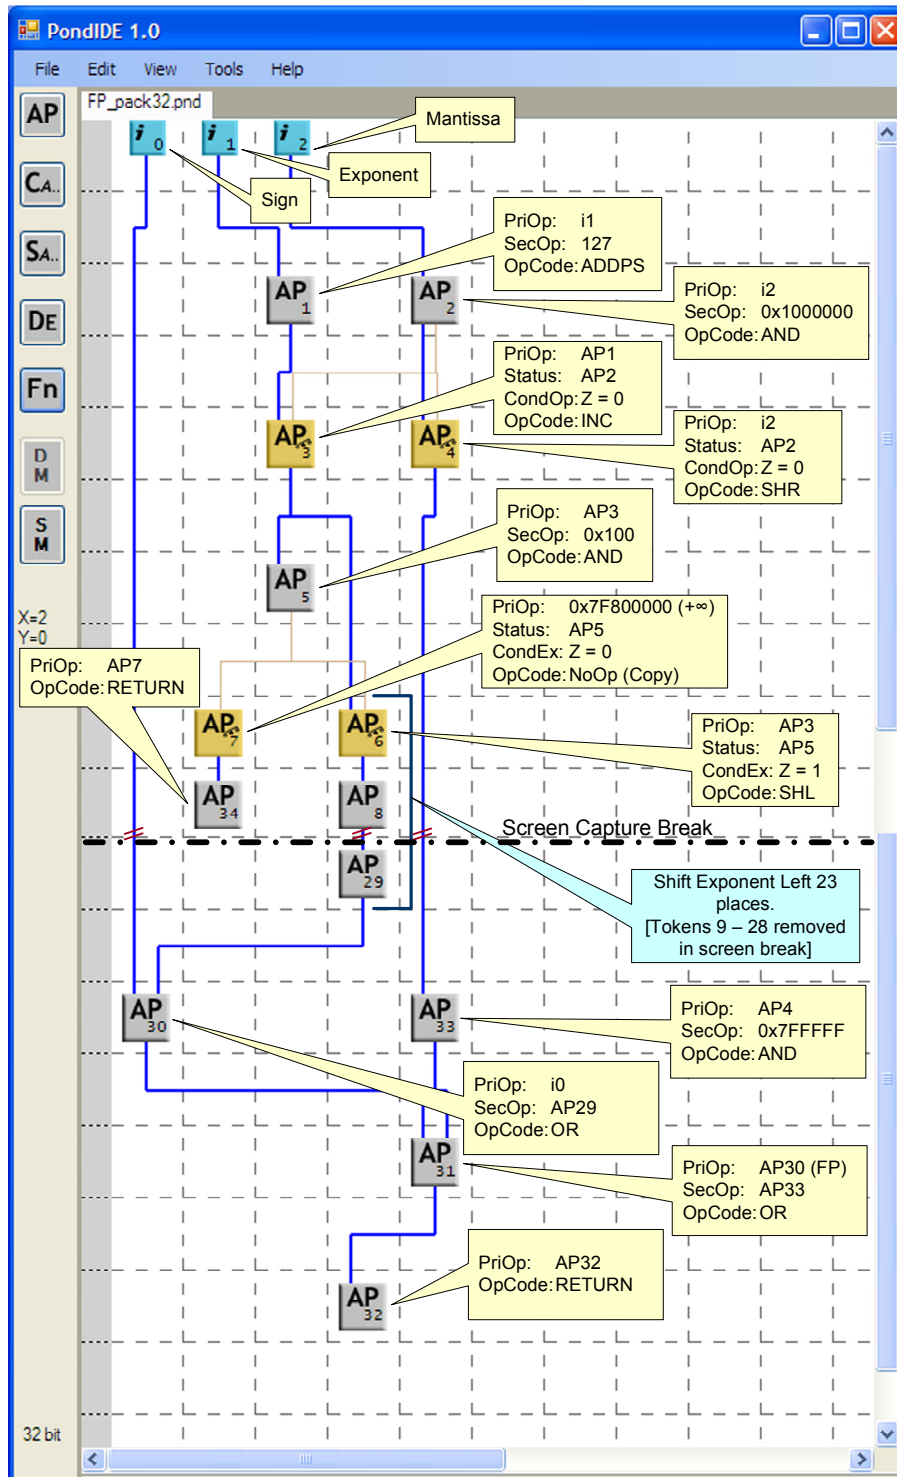 PondIDE 1.0
File Edit View Tools Help
FP_pack32.pnd
AP
CA..
SA..
DE
Fn
D
M
S
M
X=2
Y=0
32 bit
i 0
i 1
i 2
Mantissa
Exponent
Sign
PriOp: i1
SecOp: 127
OpCode: ADDPS
AP 1
AP 2
PriOp: i2
SecOp: 0x1000000
OpCode: AND
PriOp: AP1
Status: AP2
CondOp: Z = 0
OpCode: INC
AP 3
AP 4
PriOp: i2
Status: AP2
CondOp: Z = 0
OpCode: SHR
PriOp: AP3
SecOp: 0x100
OpCode: AND
AP 5
PriOp: 0x7F800000 (+∞)
Status: AP5
CondEx: Z = 0
OpCode: NoOp (Copy)
PriOp: AP7
OpCode: RETURN
AP 7
AP 6
PriOp: AP3
Status: AP5
CondEx: Z = 1
OpCode: SHL
AP 34
AP 8
Screen Capture Break
AP 29
Shift Exponent Left 23
places.
[Tokens 9 – 28 removed
in screen break]
AP 30
AP 33
PriOp: AP4
SecOp: 0x7FFFFF
OpCode: AND
PriOp: i0
SecOp: AP29
OpCode: OR
AP 31
PriOp: AP30 (FP)
SecOp: AP33
OpCode: OR
PriOp: AP32
OpCode: RETURN
AP 32